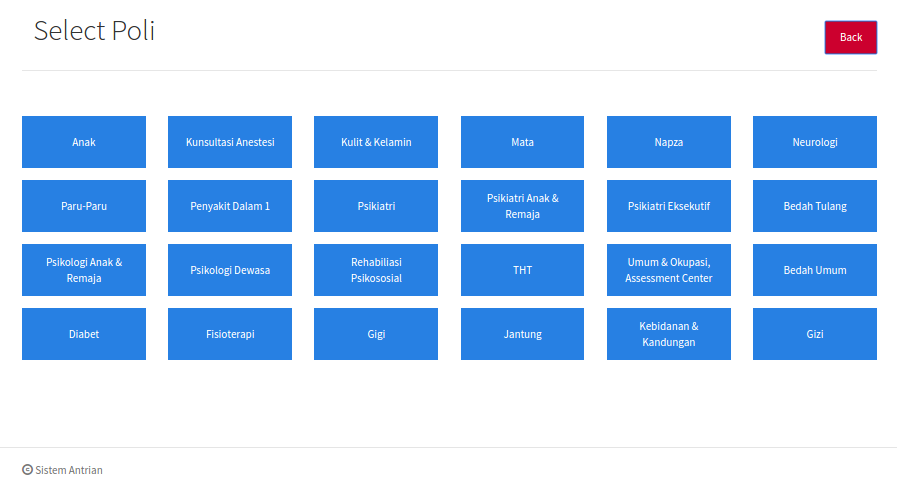 Select Poli
Back
Anak
Kunsultasi Anestesi
Kulit & Kelamin
Mata
Napza
Neurologi
Paru-Paru
Penyakit Dalam 1
Psikiatri
Psikiatri Anak &
Remaja
Psikiatri Eksekutif
Bedah Tulang
Psikologi Anak &
Remaja
Psikologi Dewasa
Rehabiliasi
Psikososial
THT
Umum & Okupasi,
Assessment Center
Bedah Umum
Diabet
Fisioterapi
Gigi
Jantung
Kebidanan &
Kandungan
Gizi
© Sistem Antrian